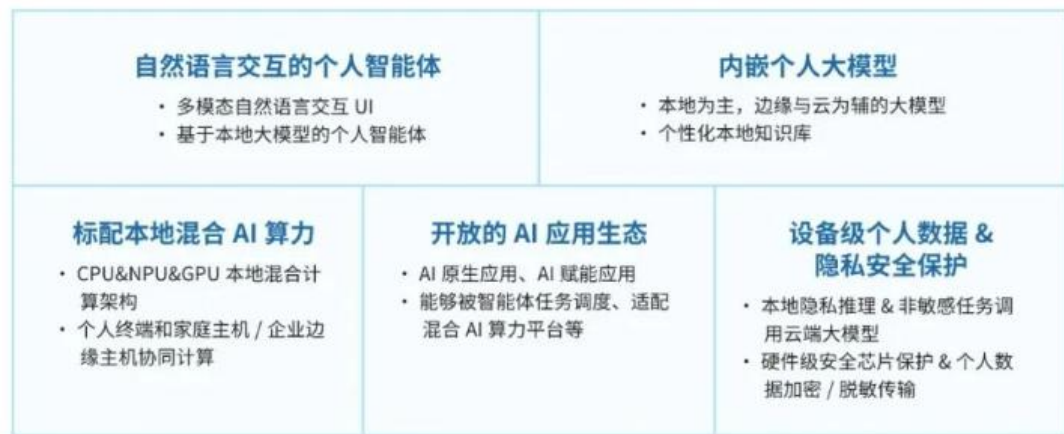 自然语言交互的个人智能体
· 多模态自然语言交互 UI
· 基于本地大模型的个人智能体
内嵌个人大模型
· 本地为主，边缘与云为辅的大模型
· 个性化本地知识库
标配本地混合 AI 算力
· CPU&NPU&GPU 本地混合计
算架构
· 个人终端和家庭主机 / 企业边
缘主机协同计算
开放的 AI 应用生态
· AI 原生应用、AI 赋能应用
· 能够被智能体任务调度、适配
混合 AI 算力平台等
设备级个人数据 &
隐私安全保护
· 本地隐私推理 & 非敏感任务调
用云端大模型
· 硬件级安全芯片保护 & 个人数
据加密 / 脱敏传输